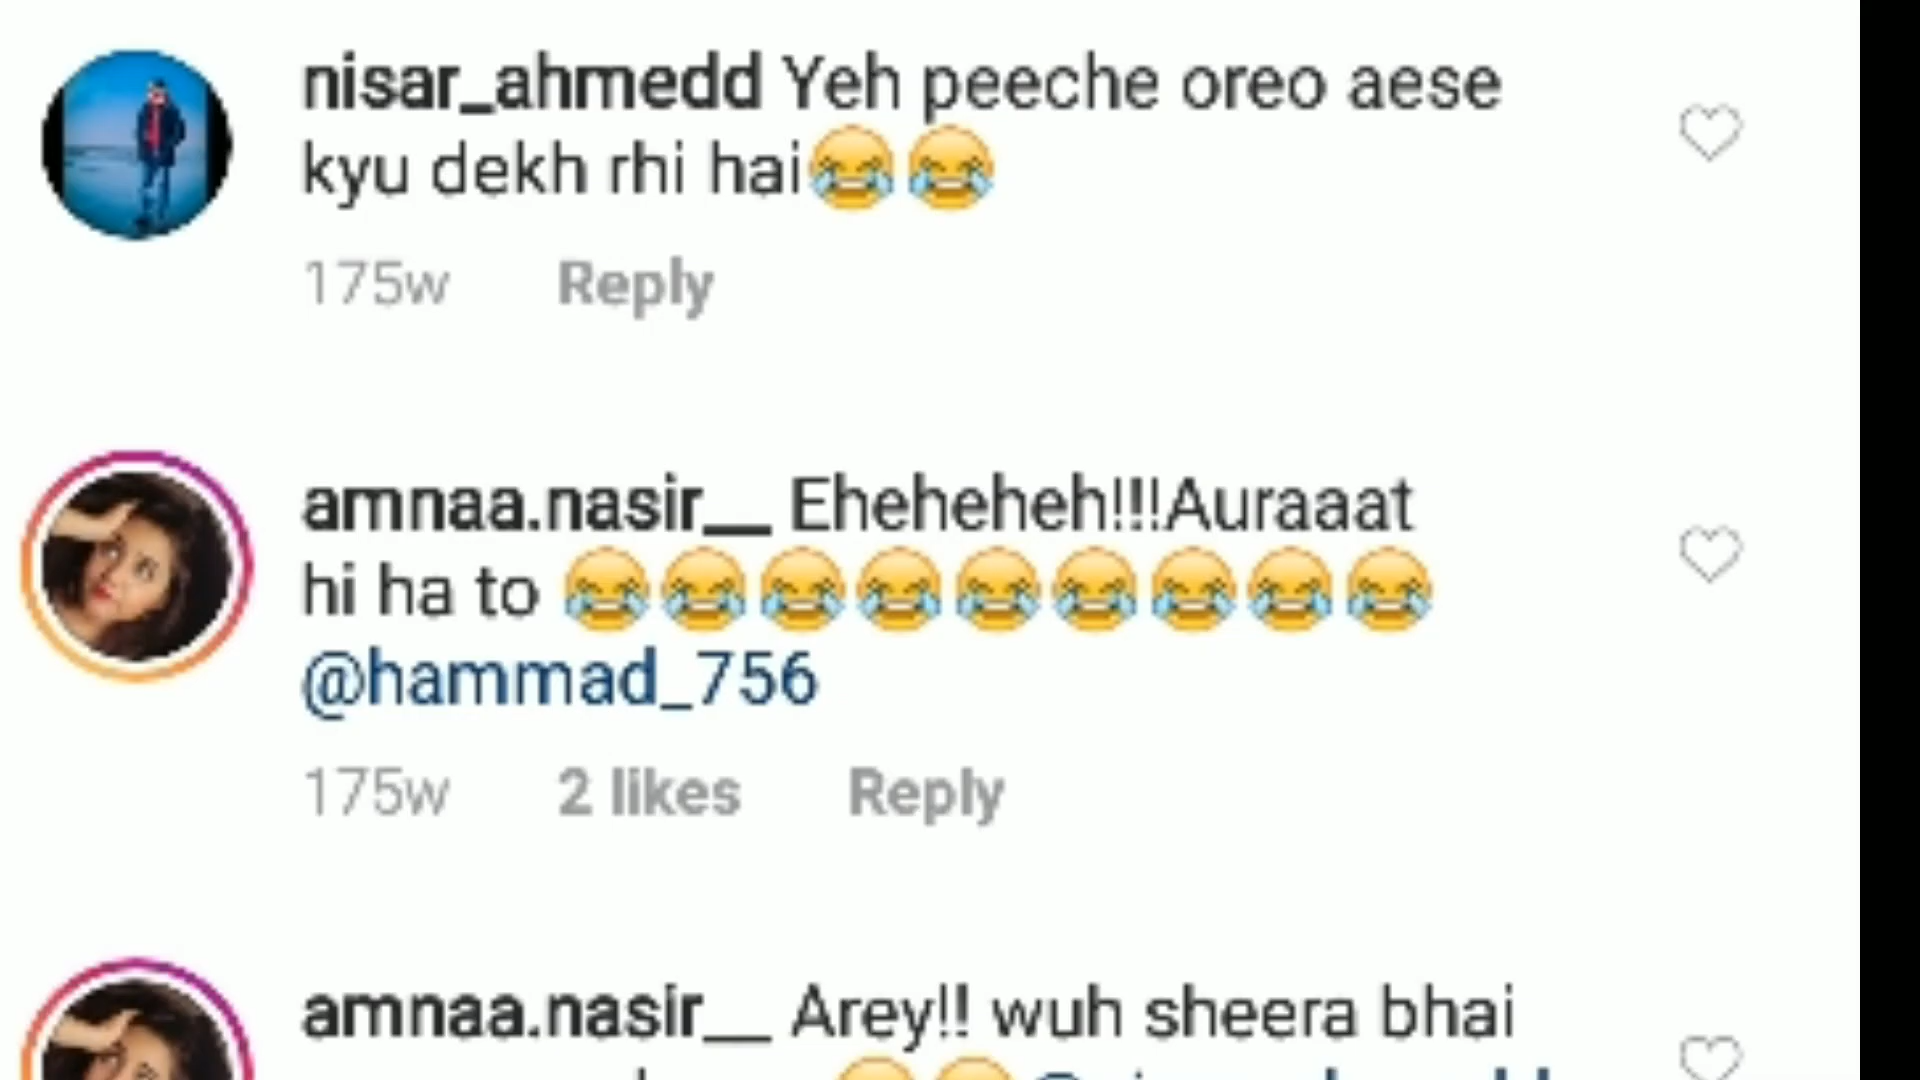 nisar_ahmedd Yeh peeche oreo aese
kyu dekh rhi hai😂😂
175w Reply
amnaa.nasir__ Eheheheh!!!Auraaat
hi ha to 😂😂😂😂😂😂😂😂😂
@hammad_756
175w 2 likes Reply
amnaa.nasir__ Arey!! wuh sheera bhai